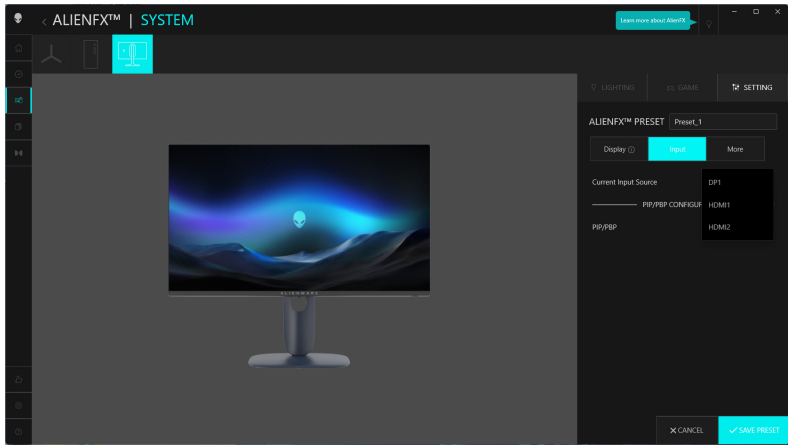 ALIENFX™ | SYSTEM
Learn more about AlienFX
LIGHTING
GAME
SETTING
ALIENFX™ PRESET
Preset_1
Display
Input
More
Current Input Source
DP1
PIP/PBP CONFIGUR
HDMI1
PIP/PBP
HDMI2
ALIENWARE
CANCEL
SAVE PRESET